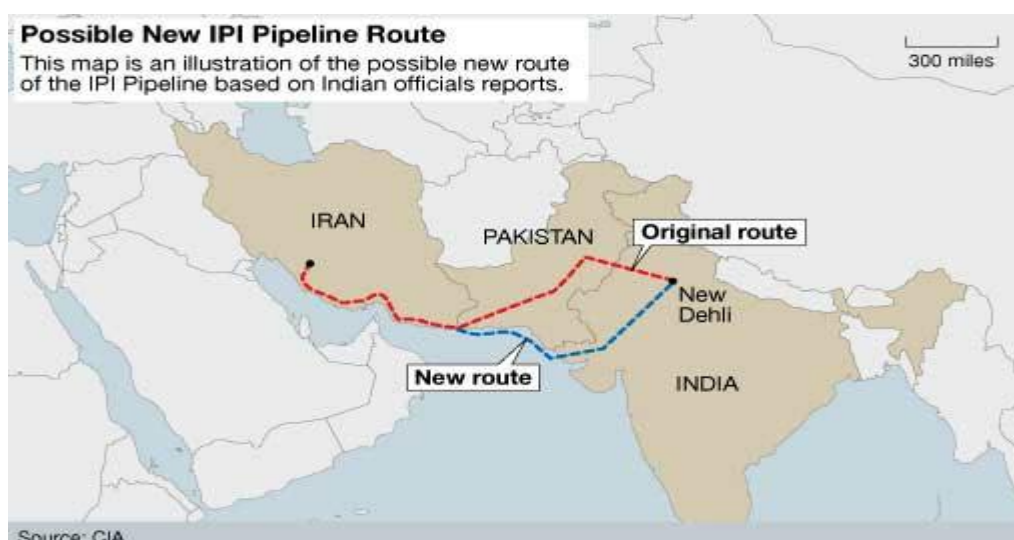 Possible New IPI Pipeline Route
This map is an illustration of the possible new route
of the IPI Pipeline based on Indian officials reports.
300 miles
IRAN
PAKISTAN
Original route
New
Dehli
New route
INDIA
Source: CIA